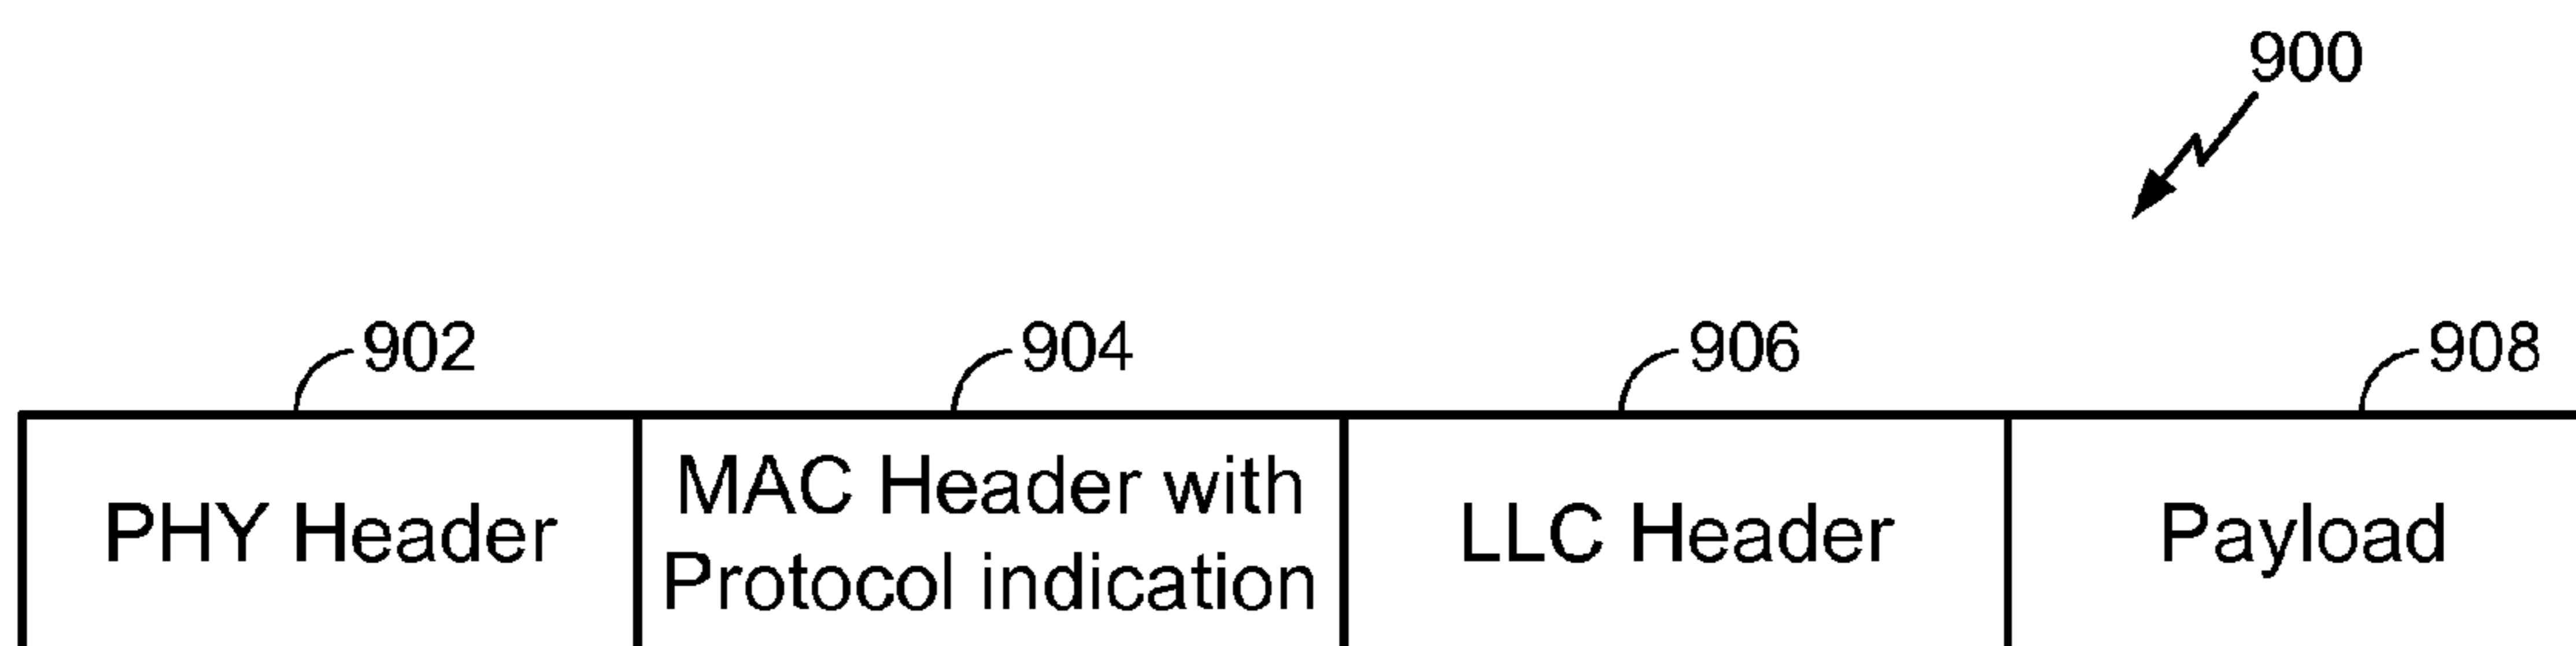 900
902
904
906
908
PHY Header
MAC Header with
Protocol indication
LLC Header
Payload